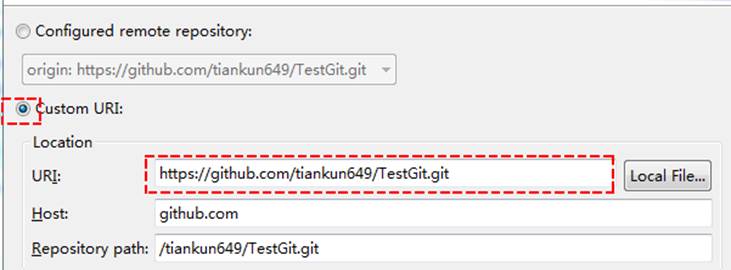 Configured remote repository:
origin: https://github.com/tiankun649/TestGit.git
Custom URI:
Location
URI: https://github.com/tiankun649/TestGit.git Local File...
Host: github.com
Repository path: /tiankun649/TestGit.git